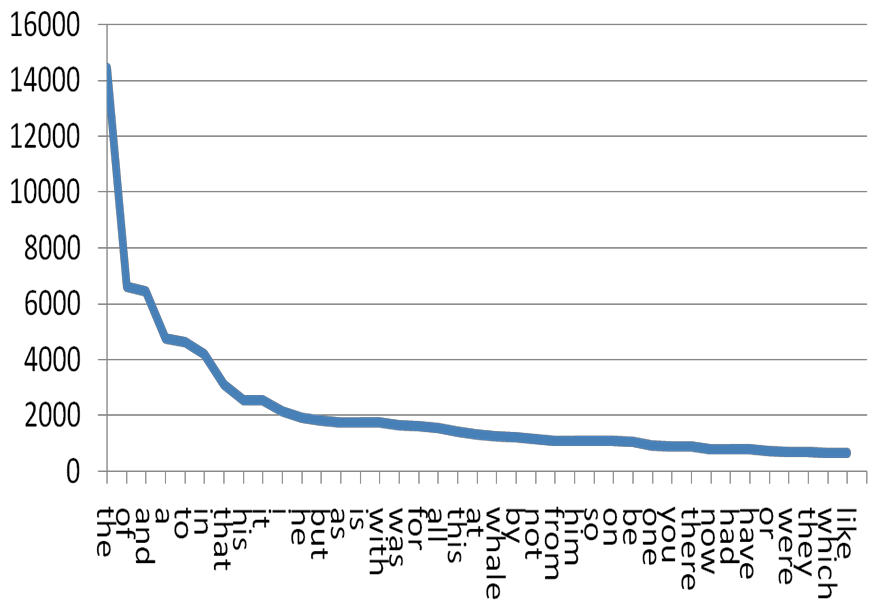 16000
14000
12000
10000
8000
6000
4000
2000
0
the
of
and
a
to
in
that
his
it
i
he
but
as
is
with
was
for
all
this
at
whale
by
not
from
him
so
on
be
one
you
there
now
had
have
or
were
they
which
like